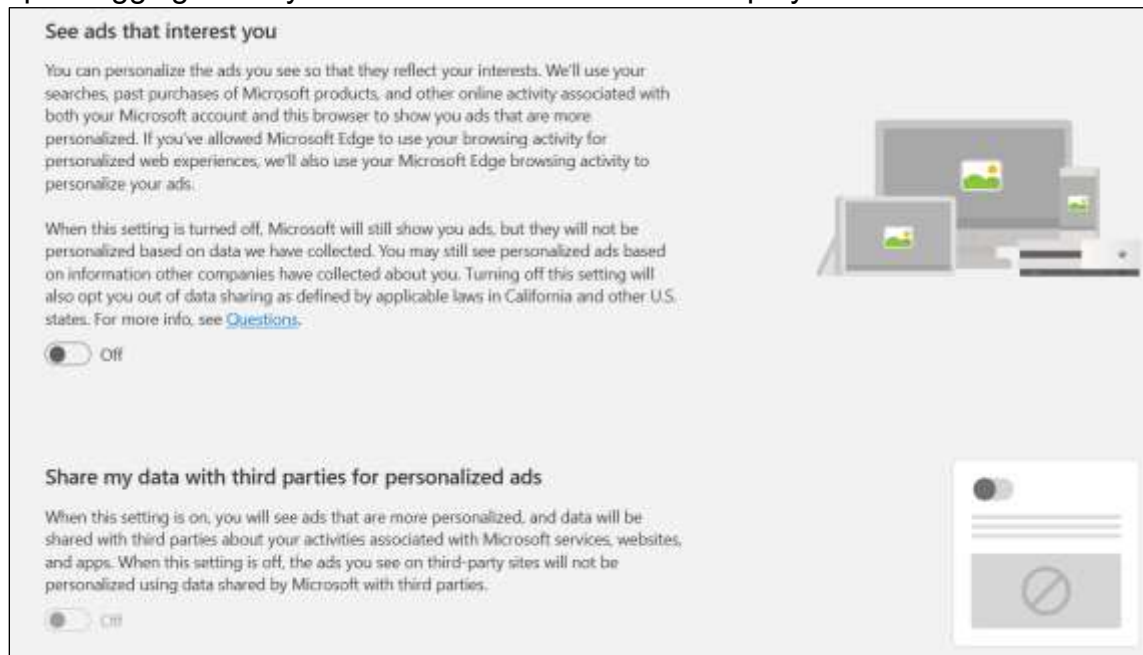 See ads that interest you
You can personalize the ads you see so that they reflect your interests. We'll use your
searches, past purchases of Microsoft products, and other online activity associated with
both your Microsoft account and this browser to show you ads that are more
personalized. If you've allowed Microsoft Edge to use your browsing activity for
personalized web experiences, we'll also use your Microsoft Edge browsing activity to
personalize your ads.
When this setting is turned off, Microsoft will still show you ads, but they will not be
personalized based on data we have collected. You may still see personalized ads based
on information other companies have collected about you. Turning off this setting will
also opt you out of data sharing as defined by applicable laws in California and other U.S.
states. For more info, see Questions.
Off
Share my data with third parties for personalized ads
When this setting is on, you will see ads that are more personalized, and data will be
shared with third parties about your activities associated with Microsoft services, websites,
and apps. When this setting is off, the ads you see on third-party sites will not be
personalized using data shared by Microsoft with third parties.
Off